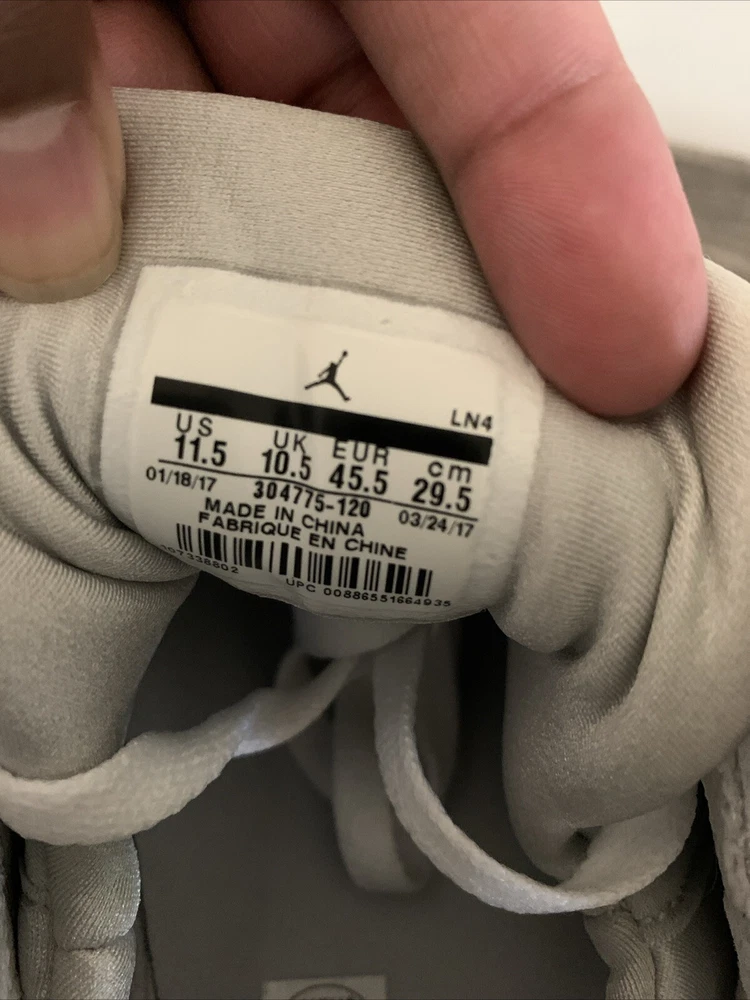 LN4
US UK EUR cm
11.5 10.5 45.5 29.5
01/18/17 304775-120 03/24/17
MADE IN CHINA
FABRIQUE EN CHINE
UPC 00886551664935